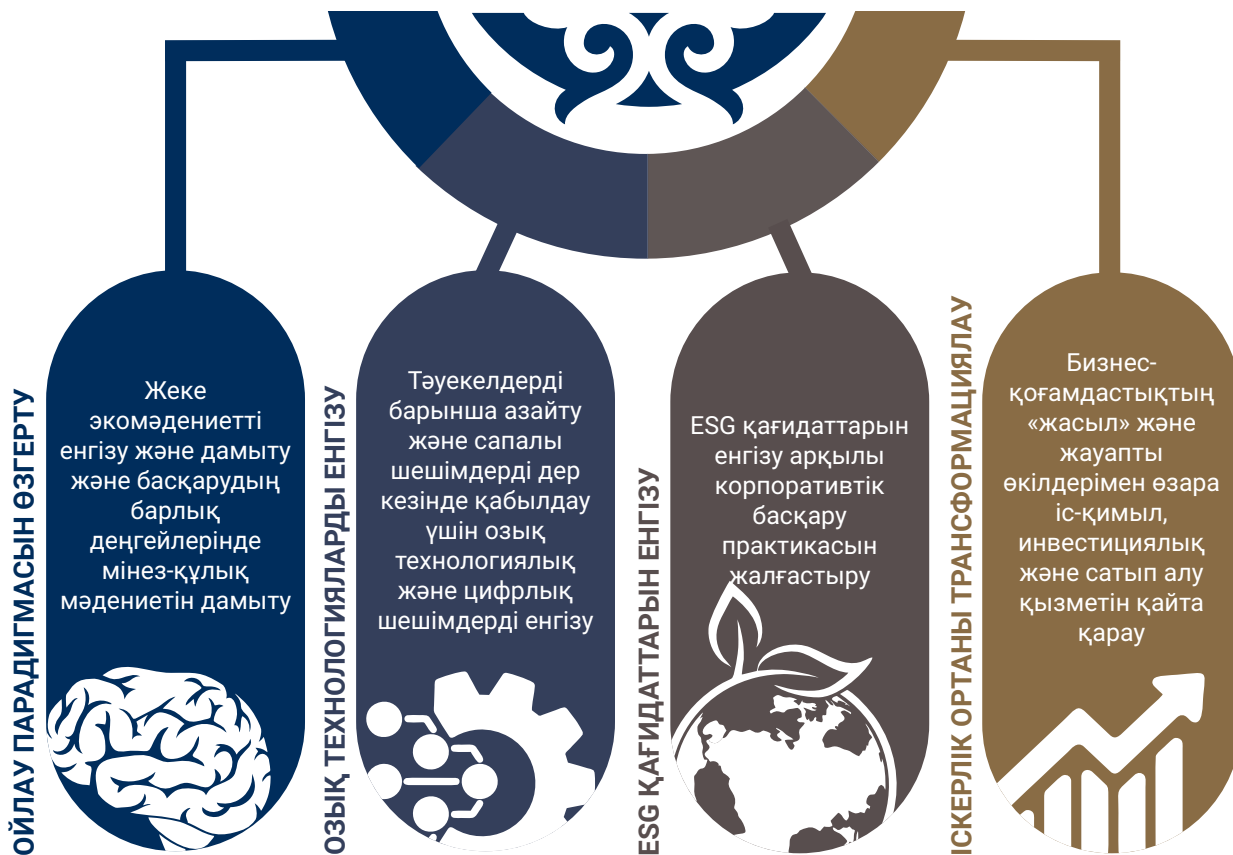 ОЙЛАУ ПАРАДИГМАСЫН ӨЗГЕРТУ
Жеке
экомәдениетті
енгізу және дамыту
және басқарудың
барлық
деңгейлерінде
мінез-құлық
мәдениетін дамыту
ОЗЫҚ ТЕХНОЛОГИЯЛАРДЫ ЕНГІЗУ
Тәуекелдерді
барынша азайту
және сапалы
шешімдерді дер
кезінде қабылдау
үшін озық
технологиялық
және цифрлық
шешімдерді енгізу
ESG ҚАҒИДАТТАРЫН ЕНГІЗУ
ESG қағидаттарын
енгізу арқылы
корпоративтік
басқару
практикасын
жалғастыру
ІСКЕРЛІК ОРТАНЫ ТРАНСФОРМАЦИЯЛАУ
Бизнес-
қоғамдастықтың
«жасыл» және
жауапты
өкілдерімен өзара
іс-қимыл,
инвестициялық
және сатып алу
қызметін қайта
қарау